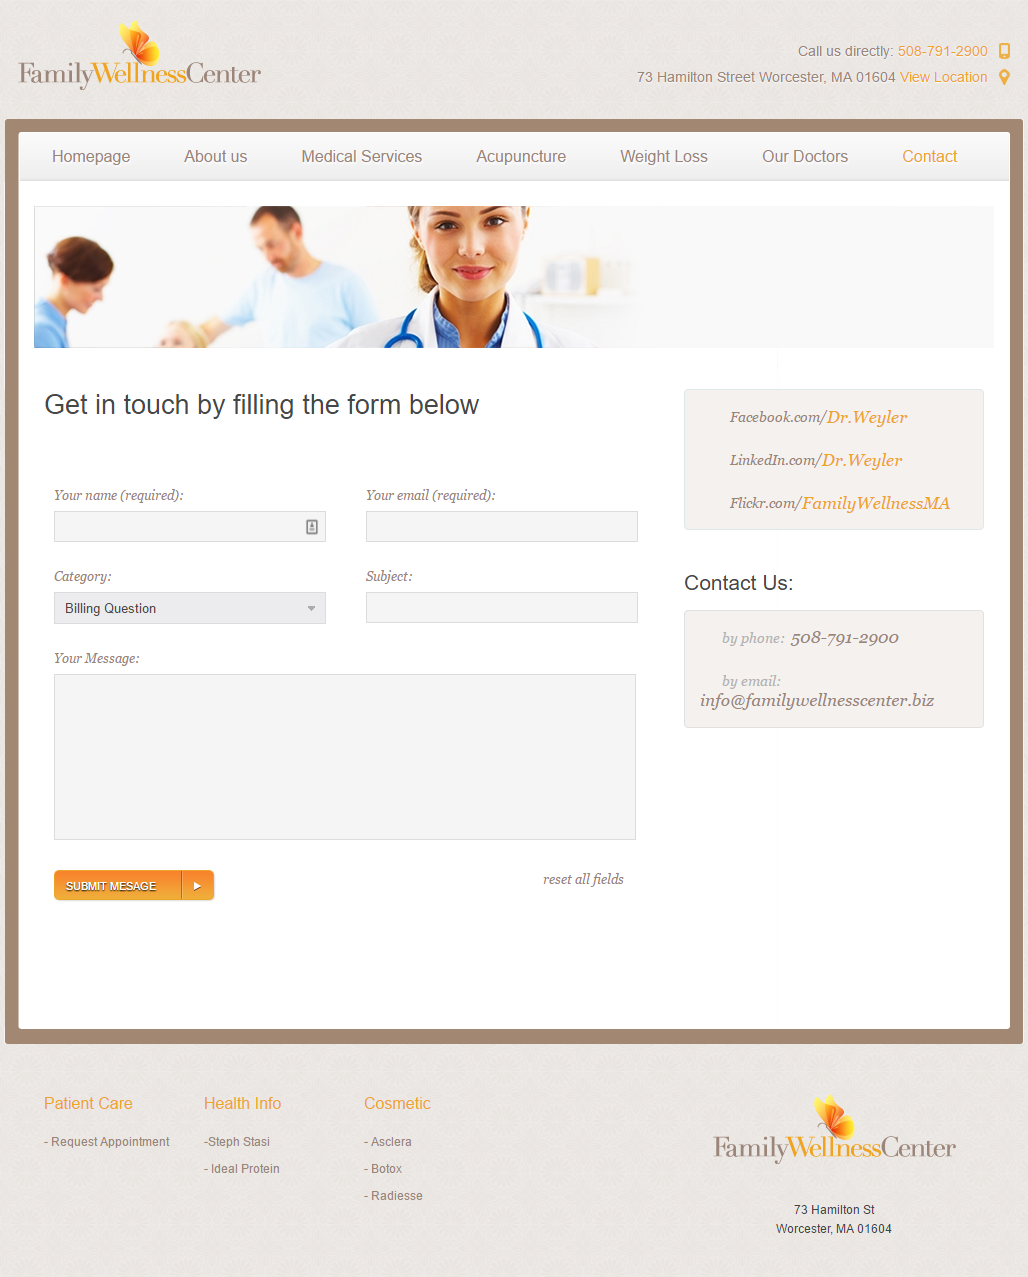 FamilyWellnessCenter
Call us directly: 508-791-2900
73 Hamilton Street Worcester, MA 01604 View Location
Homepage About us Medical Services Acupuncture Weight Loss Our Doctors Contact
Get in touch by filling the form below
Your name (required): Your email (required):
Category: Subject:
Billing Question
Your Message:
SUBMIT MESAGE
reset all fields
Facebook.com/Dr.Weyler
LinkedIn.com/Dr.Weyler
Flickr.com/FamilyWellnessMA
Contact Us:
by phone: 508-791-2900
by email:
info@familywellnesscenter.biz
Patient Care
- Request Appointment
Health Info
-Steph Stasi
- Ideal Protein
Cosmetic
- Asclera
- Botox
- Radiesse
FamilyWellnessCenter
73 Hamilton St
Worcester, MA 01604